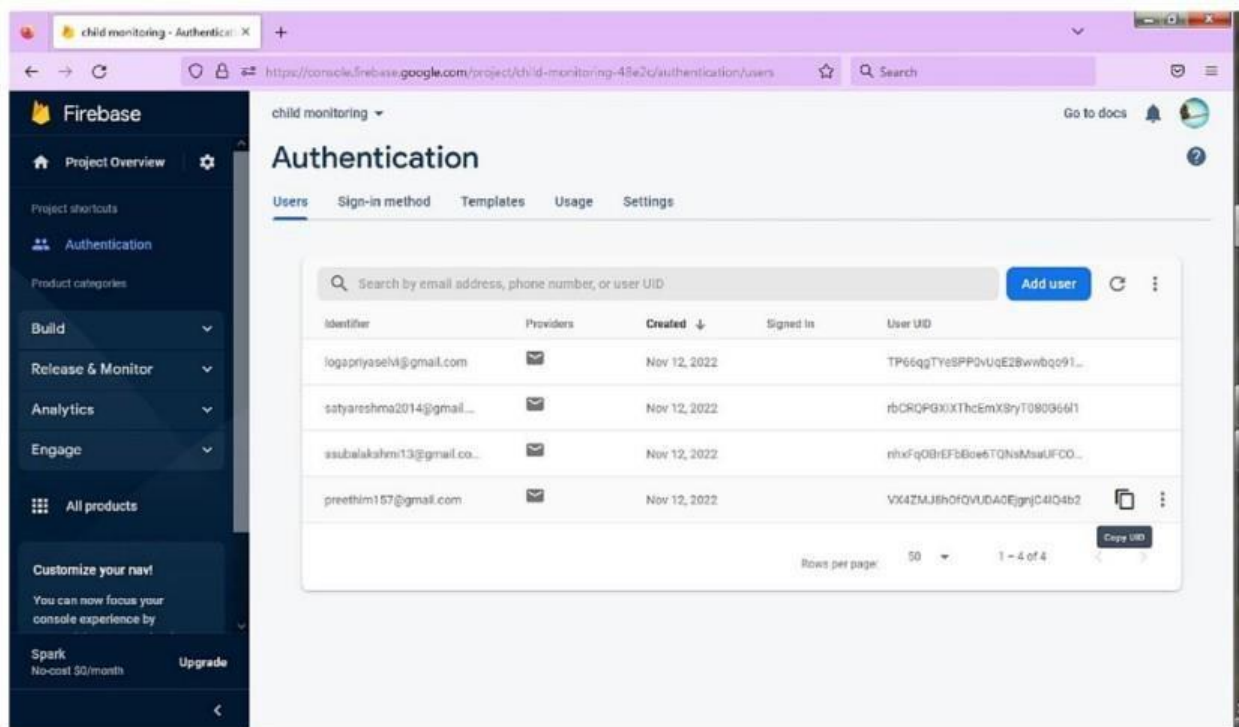 child monitoring - Authenticati
https://console.firebase.google.com/project/child-monitoring-48e2c/authentication/users
Search
Firebase
child monitoring
Go to docs
Project Overview
Authentication
Users Sign-in method Templates Usage Settings
Project shortcuts
Authentication
Product categories
Build
Release & Monitor
Analytics
Engage
All products
Customize your nav!
You can now focus your
console experience by
Spark
No-cost $0/month
Upgrade
Search by email address, phone number, or user UID
Add user
Identifier Providers Created Signed In User UID
logapriyaselvi@gmail.com Nov 12, 2022
satyareshma2014@gmail... Nov 12, 2022
ssubalakshmi13@gmail.co... Nov 12, 2022
preethim157@gmail.com Nov 12, 2022
Copy UID
Rows per page: 50 1 – 4 of 4